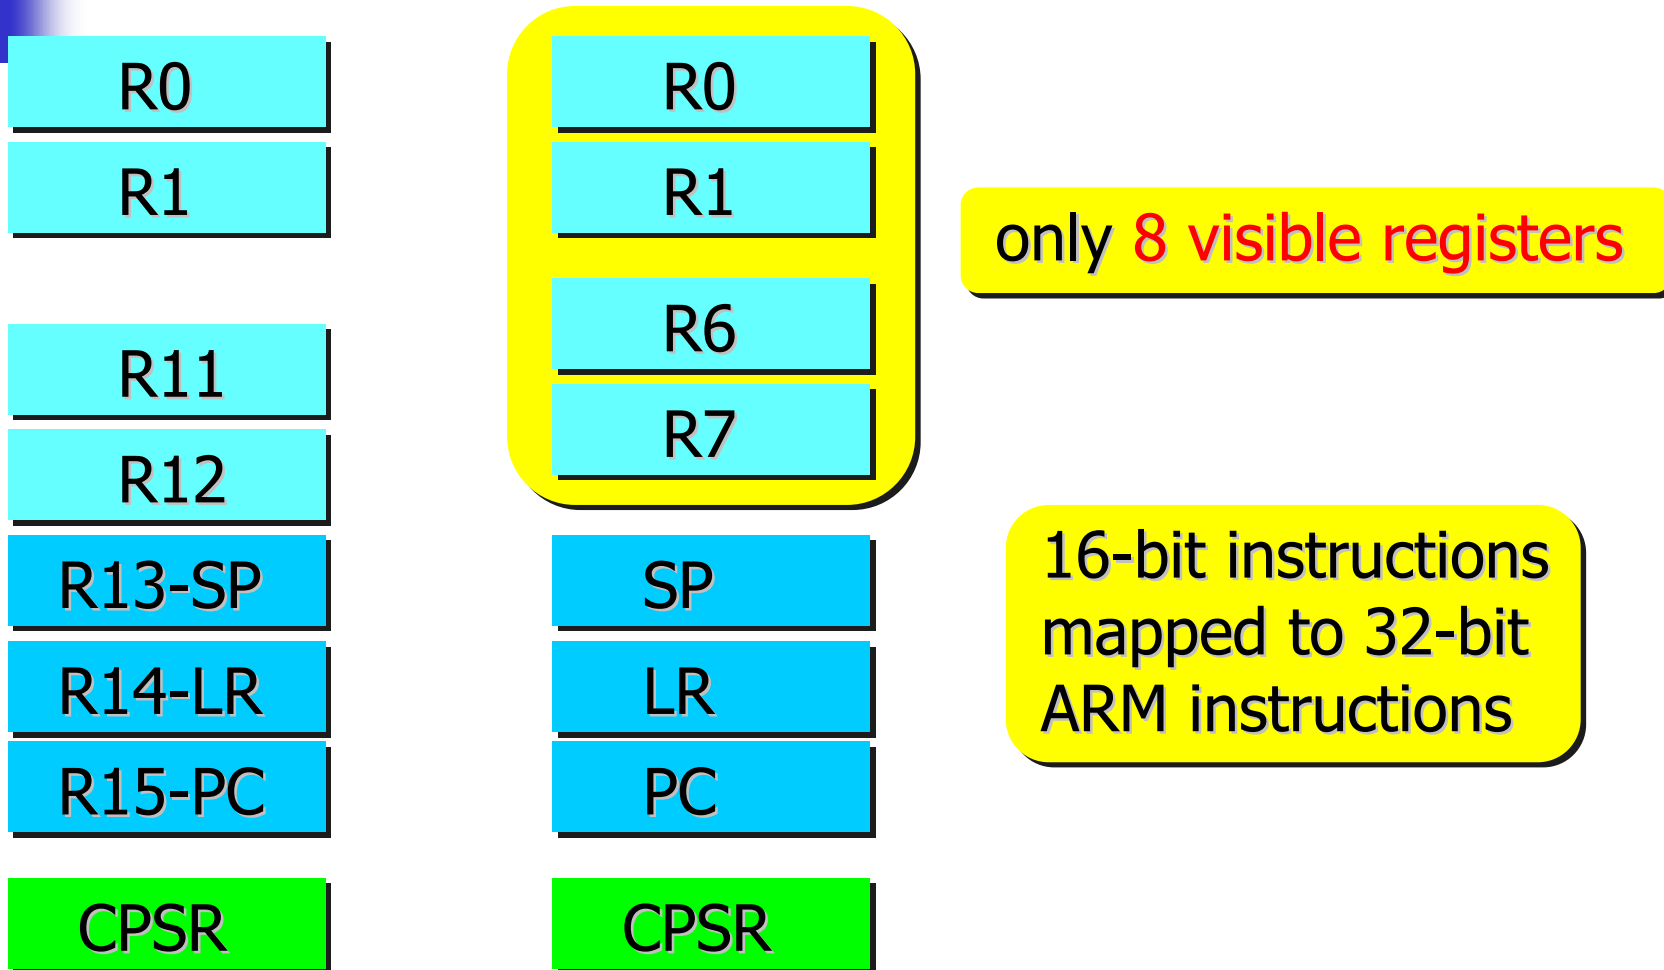 R0
R1
R11
R12
R13-SP
R14-LR
R15-PC
CPSR
R0
R1
R6
R7
SP
LR
PC
CPSR
only 8 visible registers
16-bit instructions
mapped to 32-bit
ARM instructions